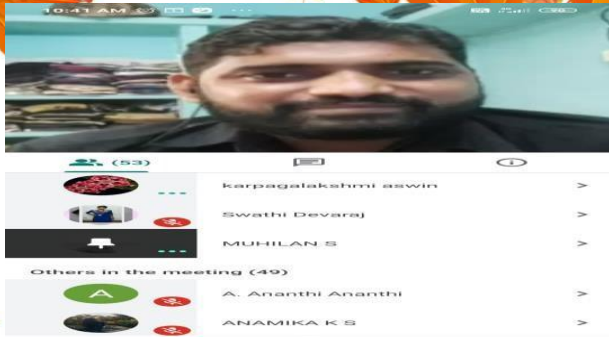 10:41 AM
(53)
karpagalakshmi aswin
Swathi Devaraj
MUHILAN S
Others in the meeting (49)
A
A. Ananthi Ananthi
ANAMIKA K S